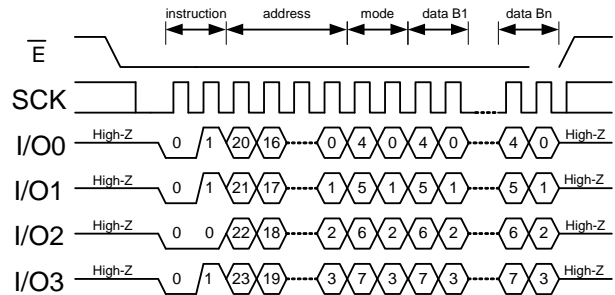 instruction address mode data B1 data Bn
E
SCK
I/O0 High-Z 0 1 20 16 0 4 0 4 0 4 0 High-Z
I/O1 High-Z 0 1 21 17 1 5 1 5 1 5 1 High-Z
I/O2 High-Z 0 0 22 18 2 6 2 6 2 6 2 High-Z
I/O3 High-Z 0 1 23 19 3 7 3 7 3 7 3 High-Z